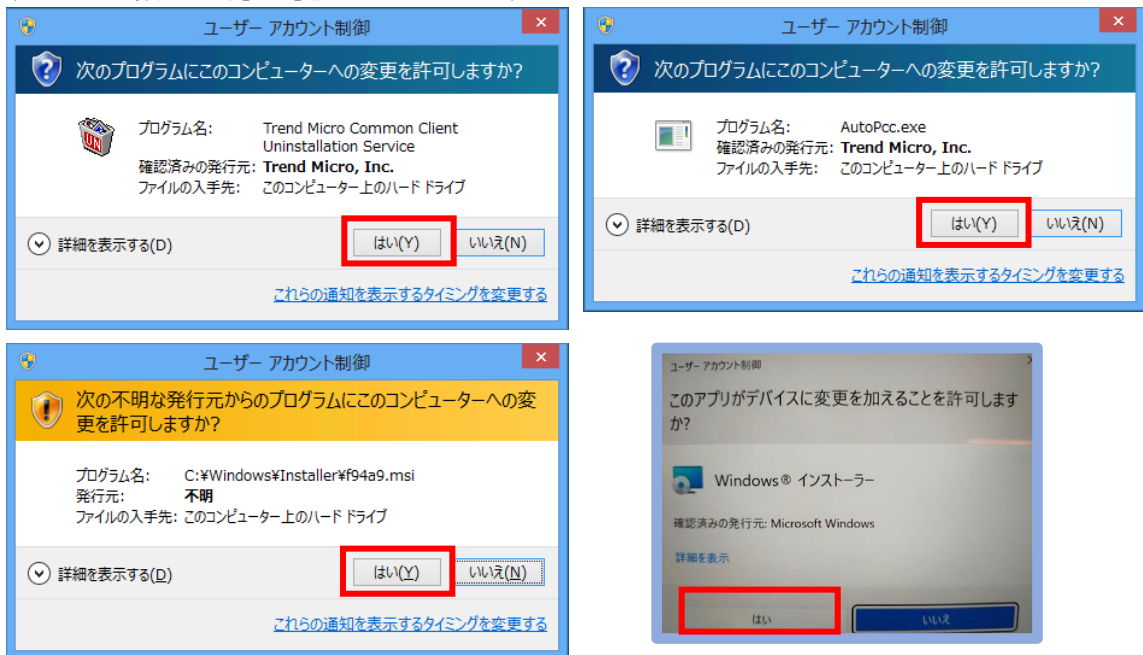 ユーザー アカウント制御
次のプログラムにこのコンピューターへの変更を許可しますか?
プログラム名: Trend Micro Common Client
Uninstallation Service
確認済みの発行元: Trend Micro, Inc.
ファイルの入手先: このコンピューター上のハード ドライブ
詳細を表示する(D)
はい(Y)
いいえ(N)
これらの通知を表示するタイミングを変更する
ユーザー アカウント制御
次のプログラムにこのコンピューターへの変更を許可しますか?
プログラム名: AutoPcc.exe
確認済みの発行元: Trend Micro, Inc.
ファイルの入手先: このコンピューター上のハード ドライブ
詳細を表示する(D)
はい(Y)
いいえ(N)
これらの通知を表示するタイミングを変更する
ユーザー アカウント制御
次の不明な発行元からのプログラムにこのコンピューターへの変
更を許可しますか?
プログラム名: C:¥Windows¥Installer¥f94a9.msi
発行元: 不明
ファイルの入手先: このコンピューター上のハード ドライブ
詳細を表示する(D)
はい(Y)
いいえ(N)
これらの通知を表示するタイミングを変更する
ユーザー アカウント制御
このアプリがデバイスに変更を加えることを許可します
か?
Windows® インストーラー
確認済みの発行元: Microsoft Windows
詳細を表示
はい
いいえ